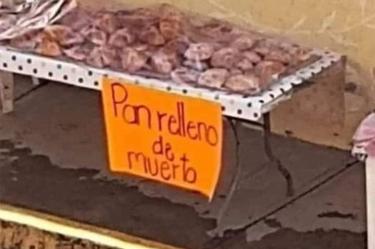 Pan relleno
de
muerto